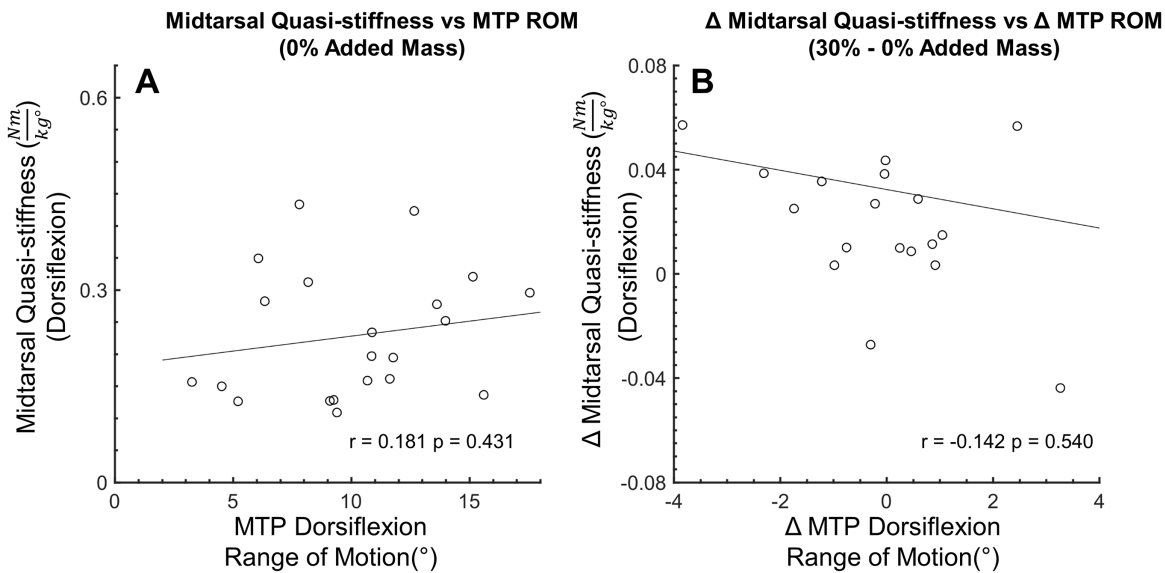 Midtarsal Quasi-stiffness vs MTP ROM
(0% Added Mass)
A
Midtarsal Quasi-stiffness (Nm/kg°)
(Dorsiflexion)
0.6
0.3
0
0
5
10
15
r = 0.181 p = 0.431
MTP Dorsiflexion
Range of Motion(°)
Δ Midtarsal Quasi-stiffness vs Δ MTP ROM
(30% - 0% Added Mass)
B
Δ Midtarsal Quasi-stiffness (Nm/kg°)
(Dorsiflexion)
0.08
0.04
0
-0.04
-0.08
-4
-2
0
2
4
r = -0.142 p = 0.540
Δ MTP Dorsiflexion
Range of Motion(°)